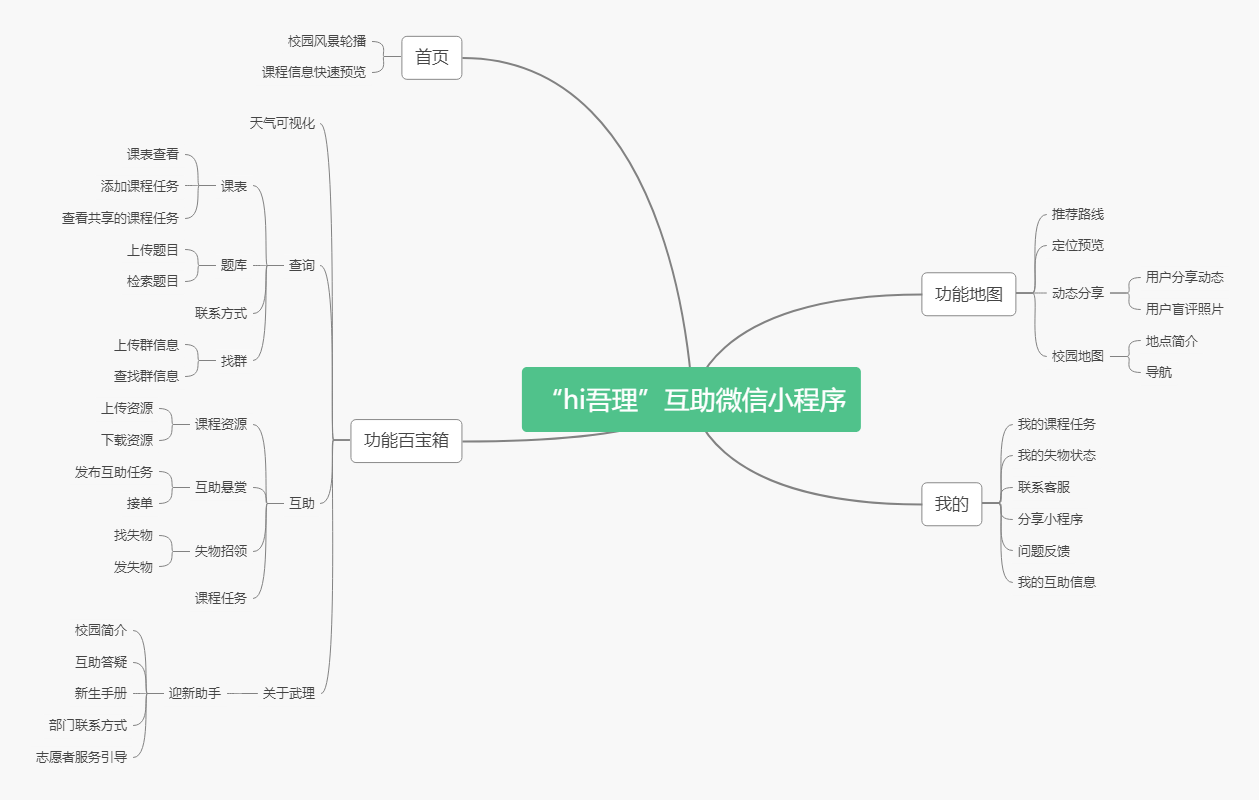 “hi吾理”互助微信小程序
首页
校园风景轮播
课程信息快速预览
功能百宝箱
天气可视化
查询
课表
课表查看
添加课程任务
查看共享的课程任务
题库
上传题目
检索题目
联系方式
找群
上传群信息
查找群信息
互助
课程资源
上传资源
下载资源
互助悬赏
发布互助任务
接单
失物招领
找失物
发失物
课程任务
关于武理
迎新助手
校园简介
互助答疑
新生手册
部门联系方式
志愿者服务引导
功能地图
推荐路线
定位预览
动态分享
用户分享动态
用户盲评照片
校园地图
地点简介
导航
我的
我的课程任务
我的失物状态
联系客服
分享小程序
问题反馈
我的互助信息